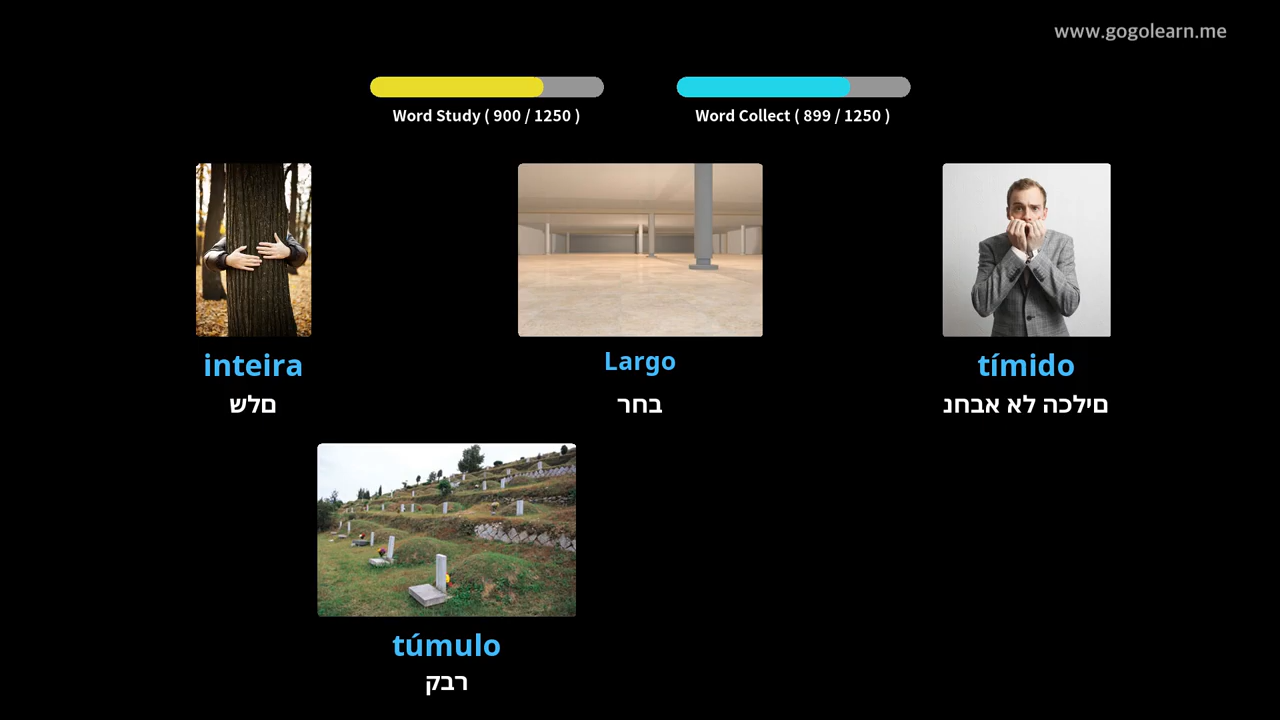 www.gogolearn.me
Word Study ( 900 / 1250 )
Word Collect ( 899 / 1250 )
inteira
םלש
Largo
בחר
tímido
םילכה לא אבחנ
túmulo
רבק